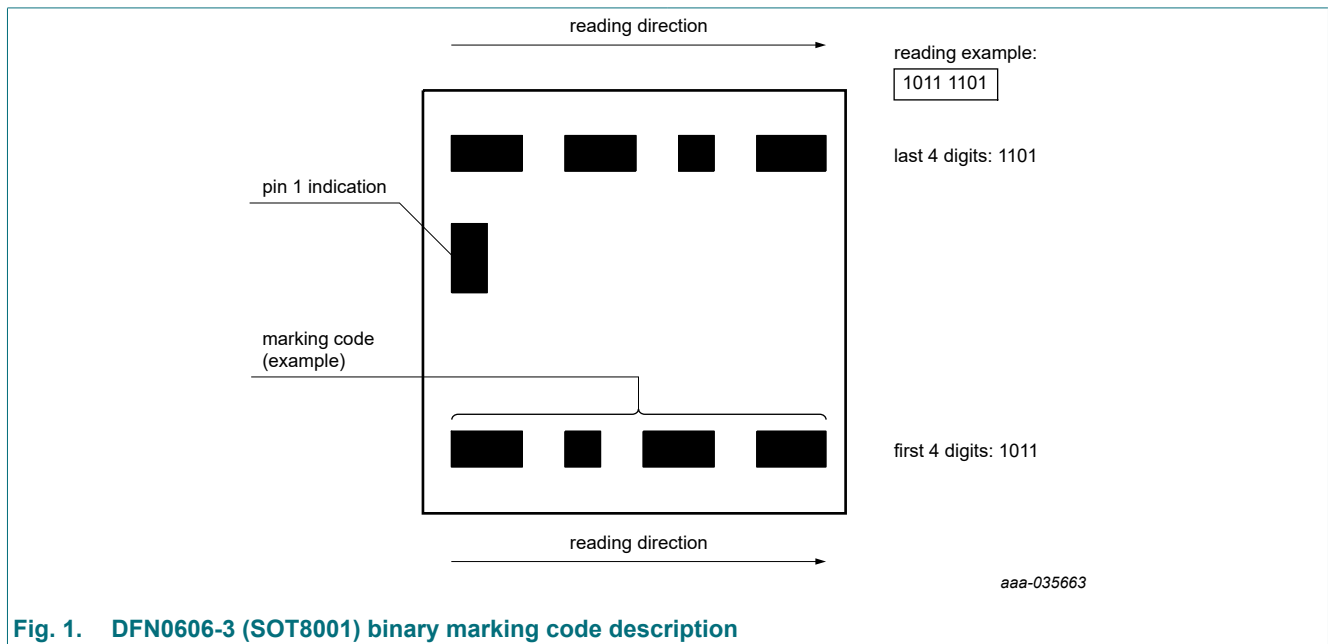 reading direction
reading example:
1011 1101
last 4 digits: 1101
pin 1 indication
marking code
(example)
first 4 digits: 1011
reading direction
aaa-035663
Fig. 1. DFN0606-3 (SOT8001) binary marking code description